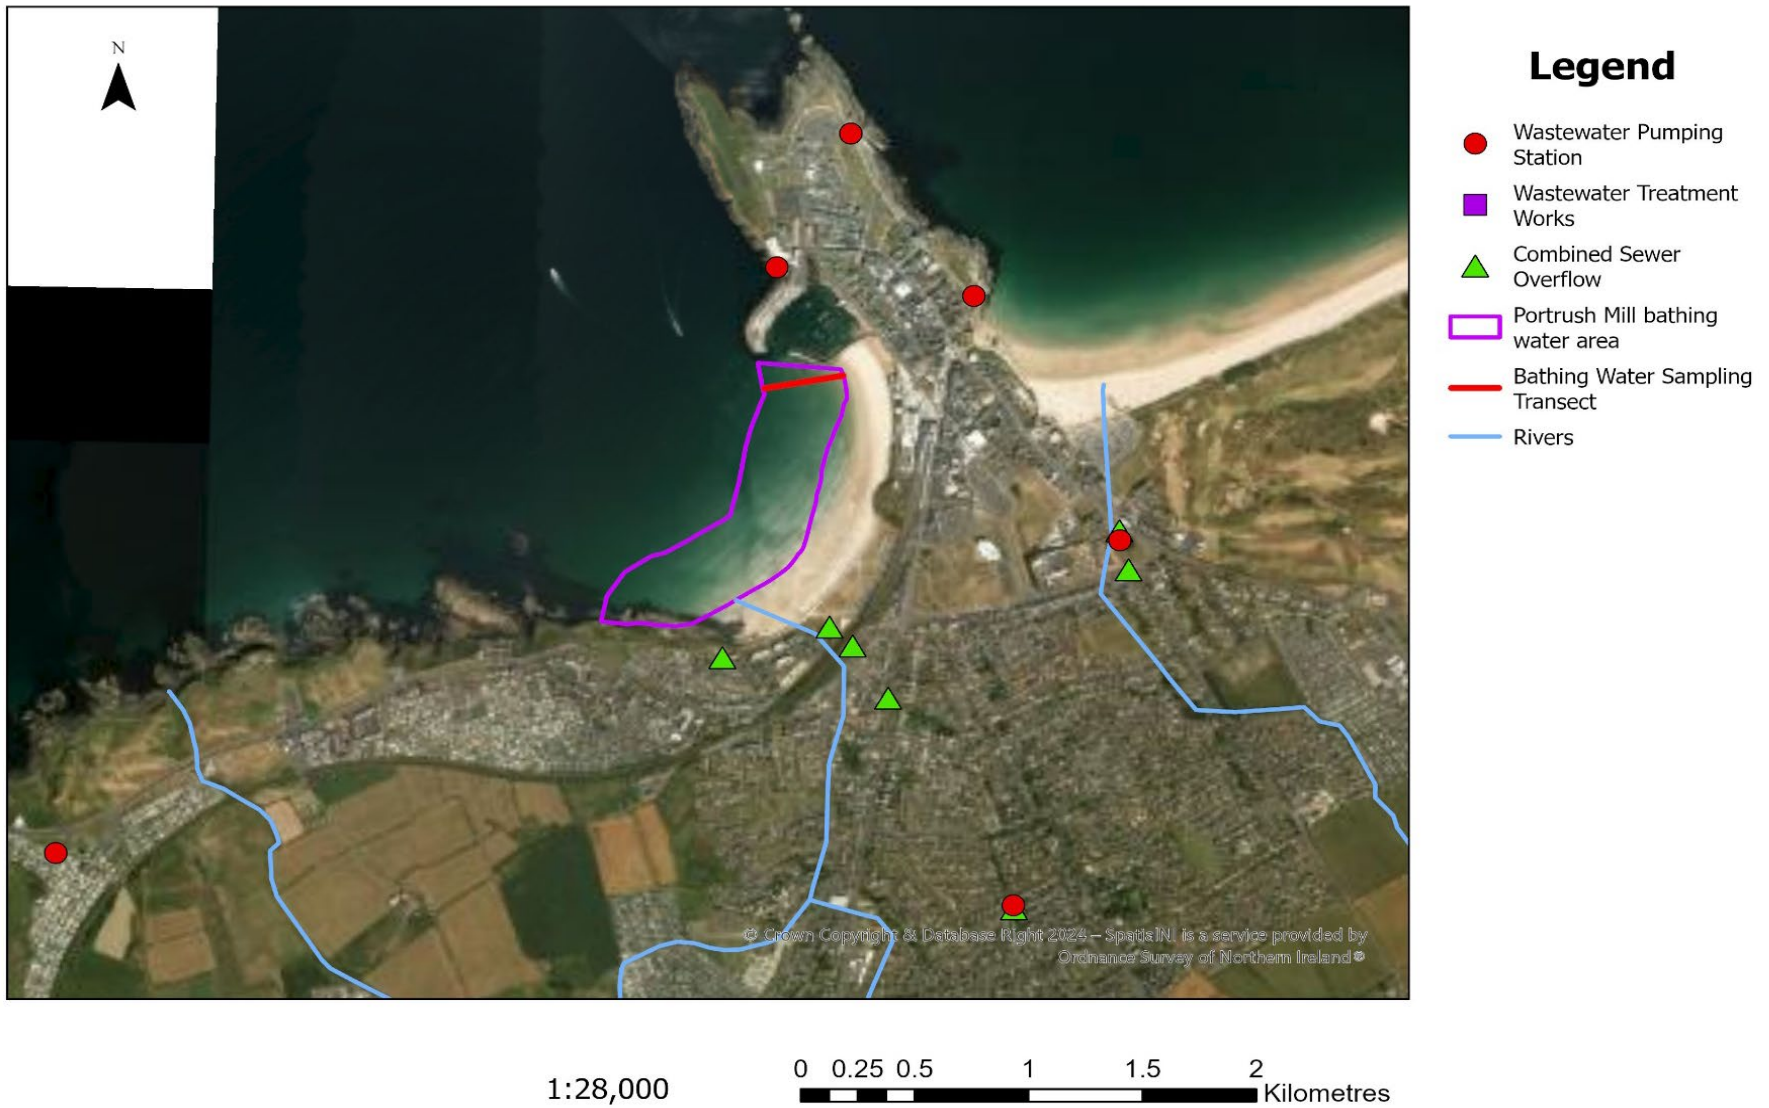 N
Legend
Wastewater Pumping
Station
Wastewater Treatment
Works
Combined Sewer
Overflow
Portrush Mill bathing
water area
Bathing Water Sampling
Transect
Rivers
© Crown Copyright & Database Right 2024 – SpatialNI is a service provided by
Ordnance Survey of Northern Ireland©
1:28,000
0 0.25 0.5 1 1.5 2
Kilometres